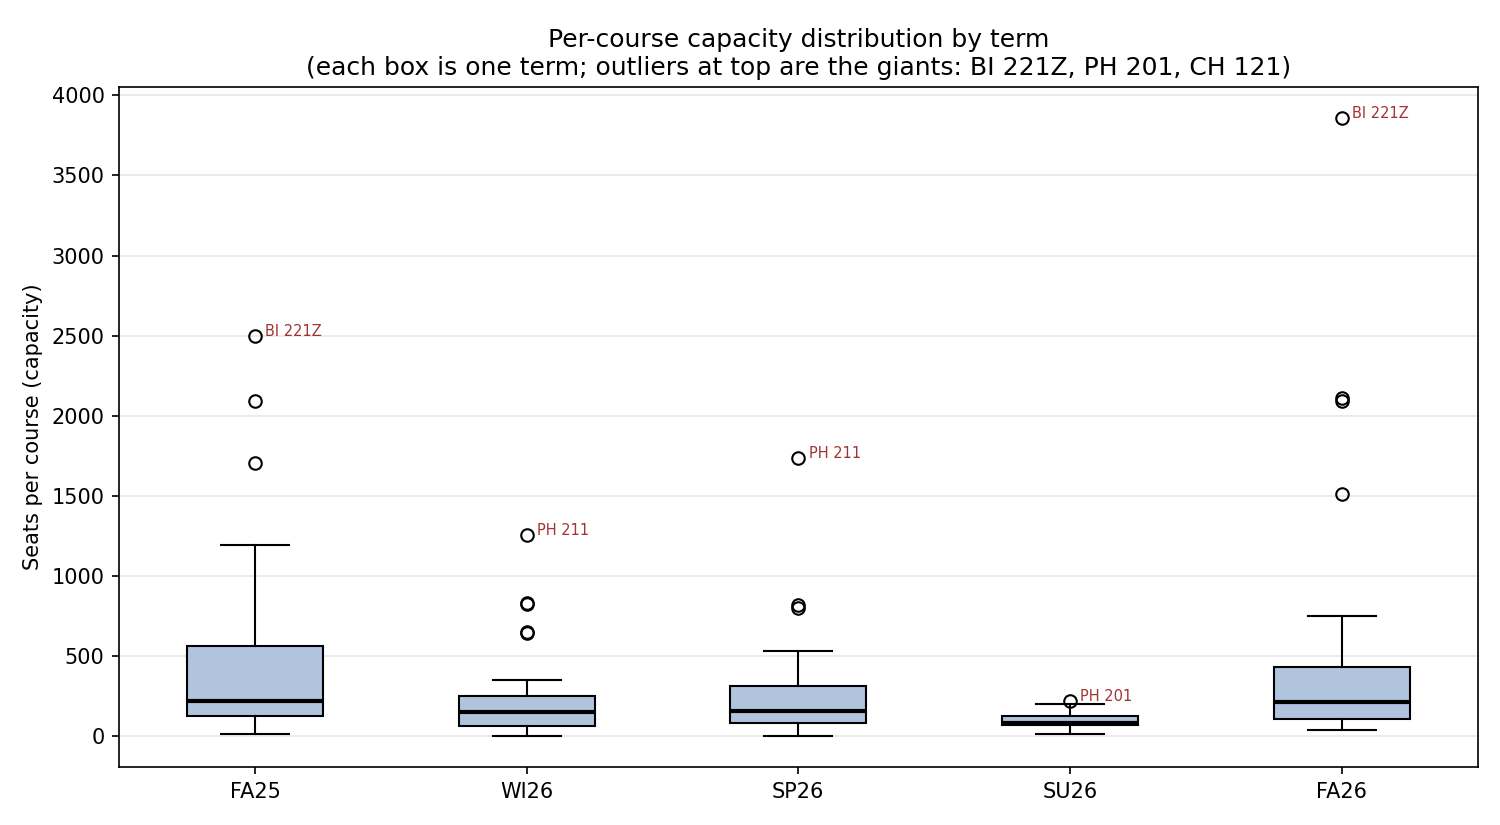 Per-course capacity distribution by term
(each box is one term; outliers at top are the giants: BI 221Z, PH 201, CH 121)
Seats per course (capacity)
4000
3500
3000
2500
2000
1500
1000
500
0
BI 221Z
PH 211
PH 211
PH 201
BI 221Z
FA25
WI26
SP26
SU26
FA26